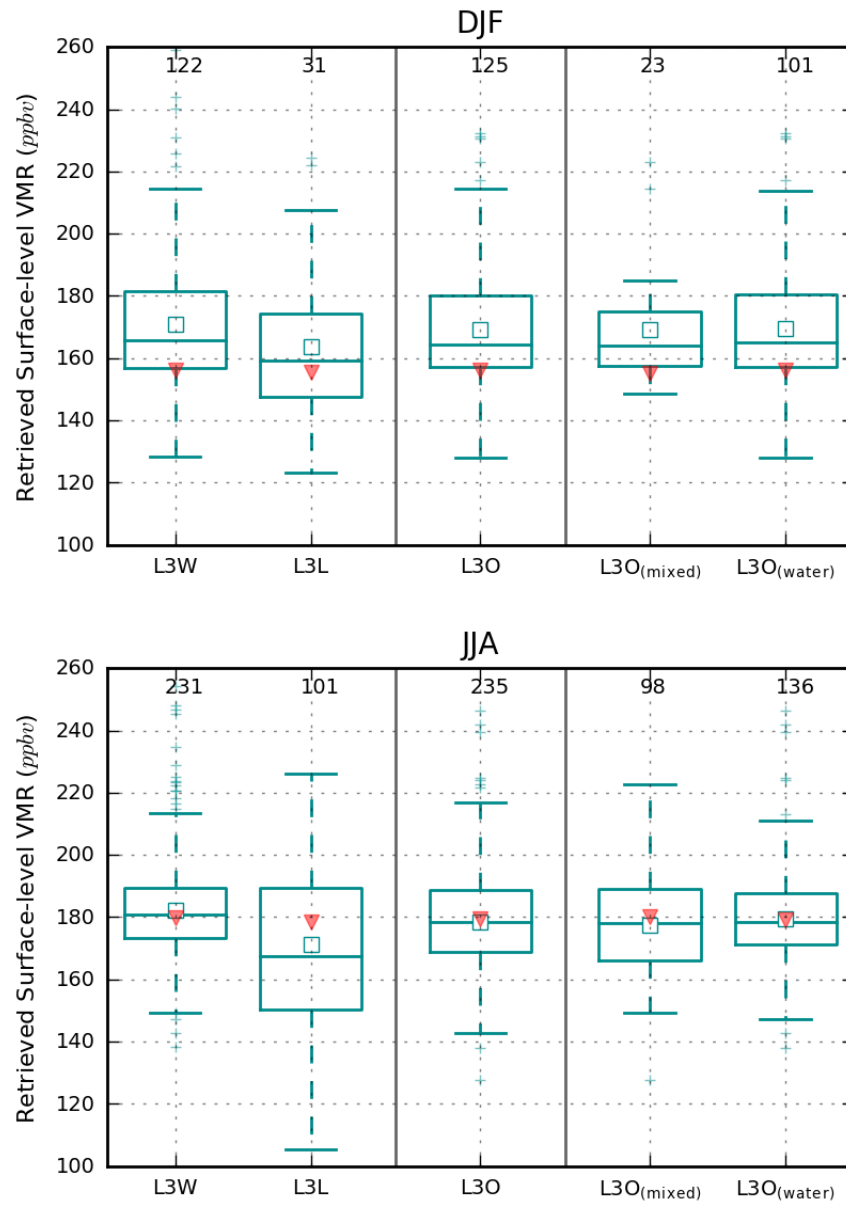 DJF
Retrieved Surface-level VMR (ppbv)
260
240
220
200
180
160
140
120
100
122 31 125 23 101
L3W L3L L3O L3O(mixed) L3O(water)
JJA
Retrieved Surface-level VMR (ppbv)
260
240
220
200
180
160
140
120
100
231 101 235 98 136
L3W L3L L3O L3O(mixed) L3O(water)